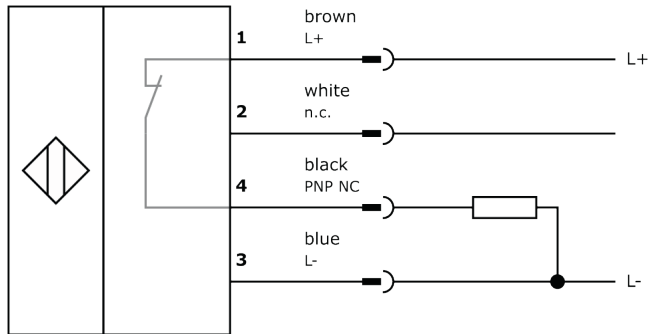 brown
1 L+
L+
white
2 n.c.
black
4 PNP NC
blue
3 L-
L-